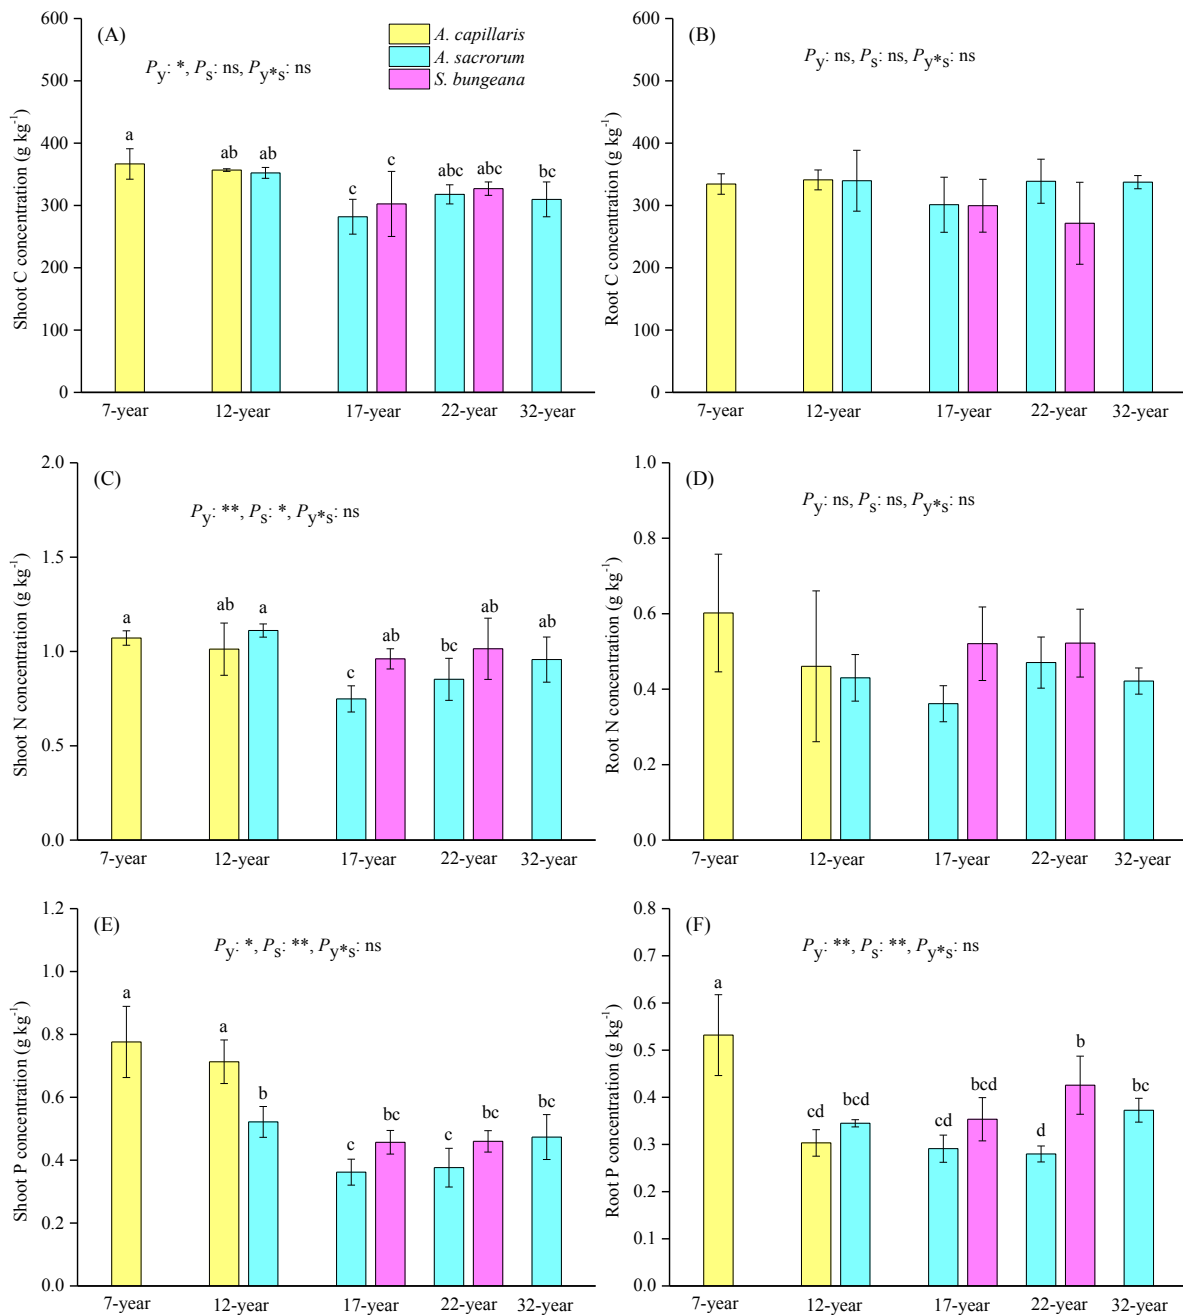 (A)
A. capillaris
A. sacrorum
S. bungeana
Py: *, Ps: ns, Py*s: ns
Shoot C concentration (g kg-1)
600
500
400
300
200
100
0
a
ab
ab
c
c
abc
abc
bc
7-year
12-year
17-year
22-year
32-year
(B)
Py: ns, Ps: ns, Py*s: ns
Root C concentration (g kg-1)
600
500
400
300
200
100
0
7-year
12-year
17-year
22-year
32-year
(C)
Py: **, Ps: *, Py*s: ns
Shoot N concentration (g kg-1)
2.0
1.5
1.0
0.5
0.0
a
ab
a
c
ab
bc
ab
ab
7-year
12-year
17-year
22-year
32-year
(D)
Py: ns, Ps: ns, Py*s: ns
Root N concentration (g kg-1)
1.0
0.8
0.6
0.4
0.2
0.0
7-year
12-year
17-year
22-year
32-year
(E)
Py: *, Ps: **, Py*s: ns
Shoot P concentration (g kg-1)
1.2
1.0
0.8
0.6
0.4
0.2
0.0
a
a
b
c
bc
c
bc
bc
7-year
12-year
17-year
22-year
32-year
(F)
Py: **, Ps: **, Py*s: ns
Root P concentration (g kg-1)
0.8
0.7
0.6
0.5
0.4
0.3
0.2
0.1
0.0
a
cd
bcd
cd
bcd
d
b
bc
7-year
12-year
17-year
22-year
32-year